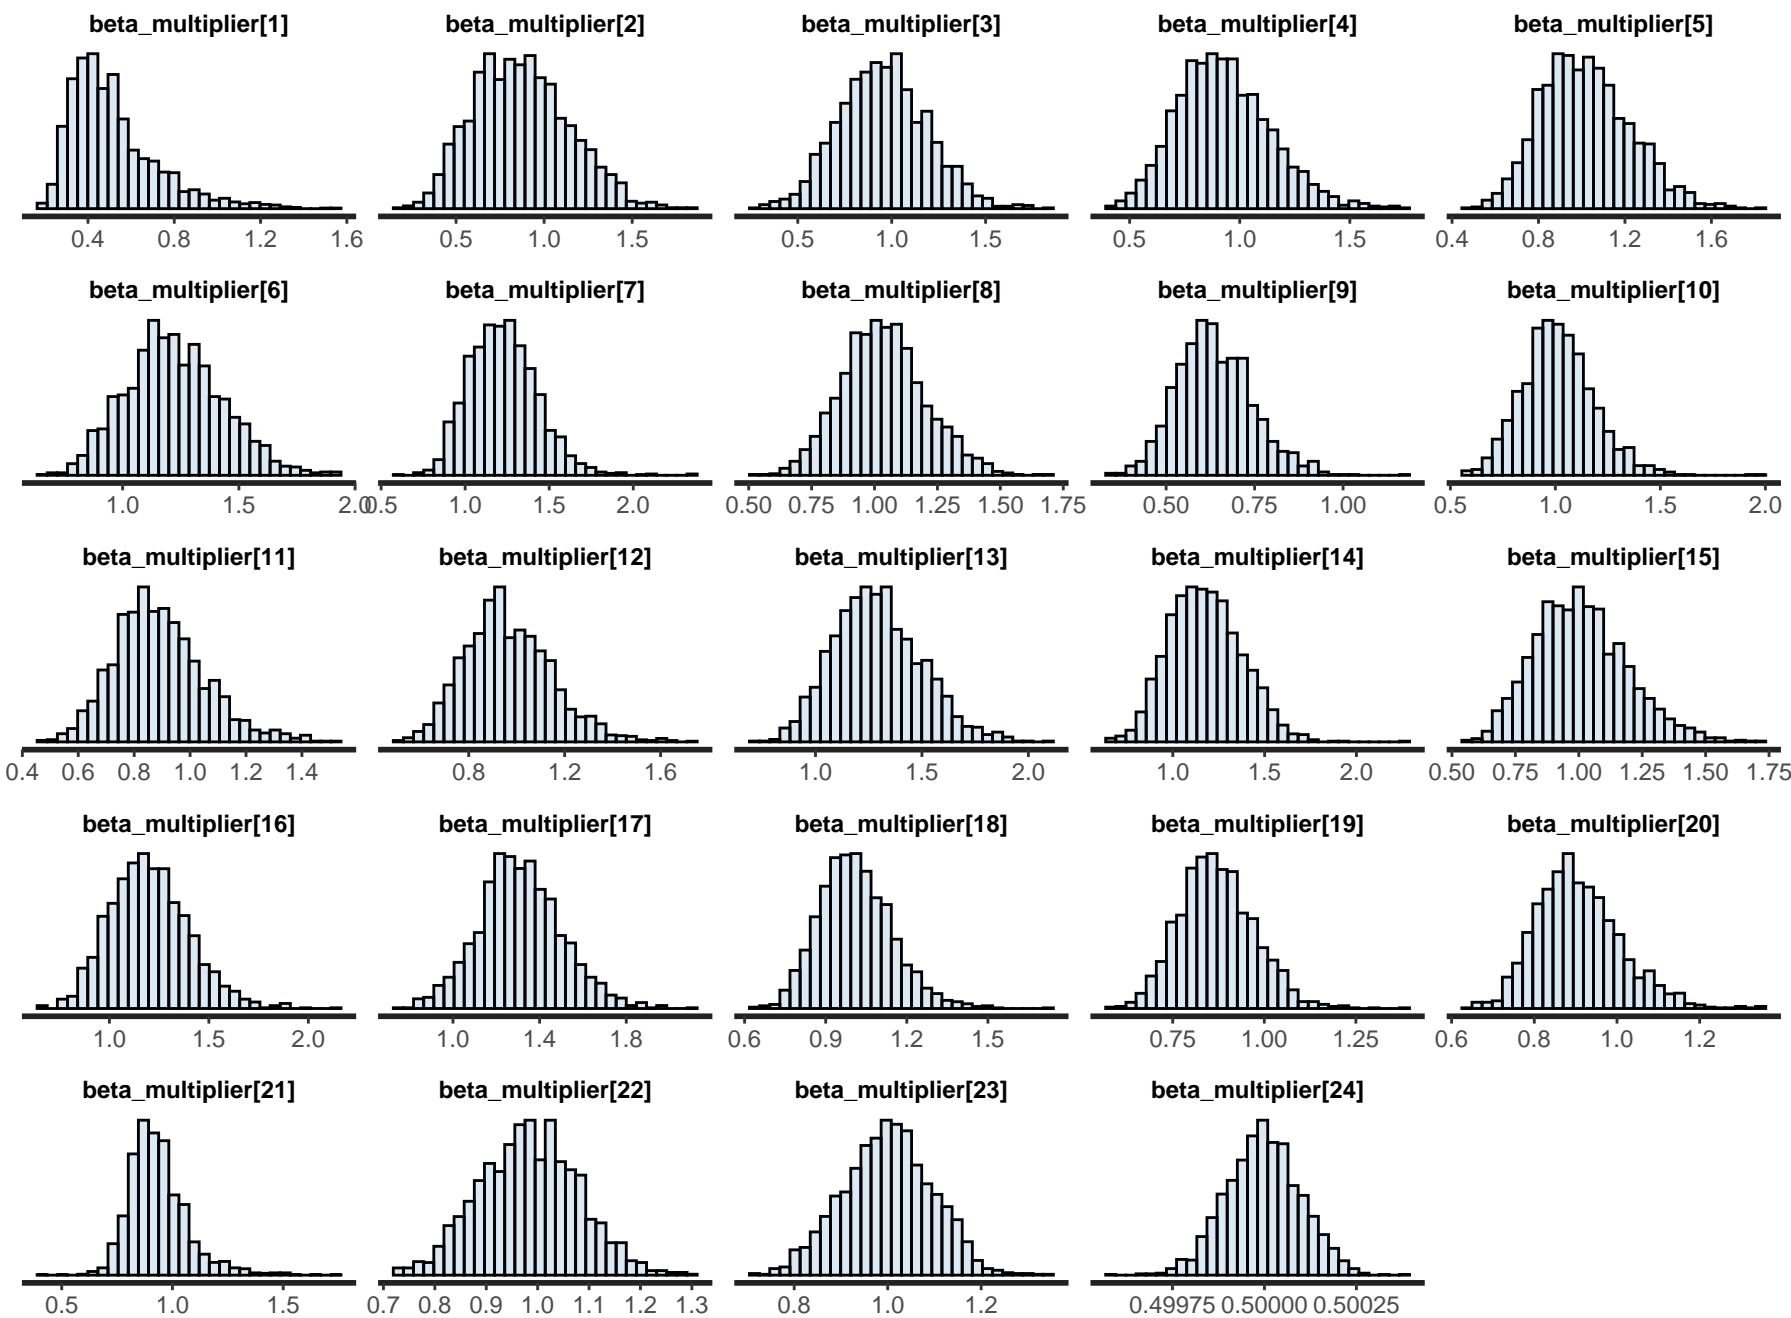 beta_multiplier[1] beta_multiplier[2] beta_multiplier[3] beta_multiplier[4] beta_multiplier[5]
0.4 0.8 1.2 1.6 0.5 1.0 1.5 0.5 1.0 1.5 0.5 1.0 1.5 0.4 0.8 1.2 1.6
beta_multiplier[6] beta_multiplier[7] beta_multiplier[8] beta_multiplier[9] beta_multiplier[10]
1.0 1.5 2.0 0.5 1.0 1.5 2.0 0.50 0.75 1.00 1.25 1.50 1.75 0.50 0.75 1.00 0.5 1.0 1.5 2.0
beta_multiplier[11] beta_multiplier[12] beta_multiplier[13] beta_multiplier[14] beta_multiplier[15]
0.4 0.6 0.8 1.0 1.2 1.4 0.8 1.2 1.6 1.0 1.5 2.0 1.0 1.5 2.0 0.50 0.75 1.00 1.25 1.50 1.75
beta_multiplier[16] beta_multiplier[17] beta_multiplier[18] beta_multiplier[19] beta_multiplier[20]
1.0 1.5 2.0 1.0 1.4 1.8 0.6 0.9 1.2 1.5 0.75 1.00 1.25 0.6 0.8 1.0 1.2
beta_multiplier[21] beta_multiplier[22] beta_multiplier[23] beta_multiplier[24]
0.5 1.0 1.5 0.7 0.8 0.9 1.0 1.1 1.2 1.3 0.8 1.0 1.2 0.49975 0.50000 0.50025